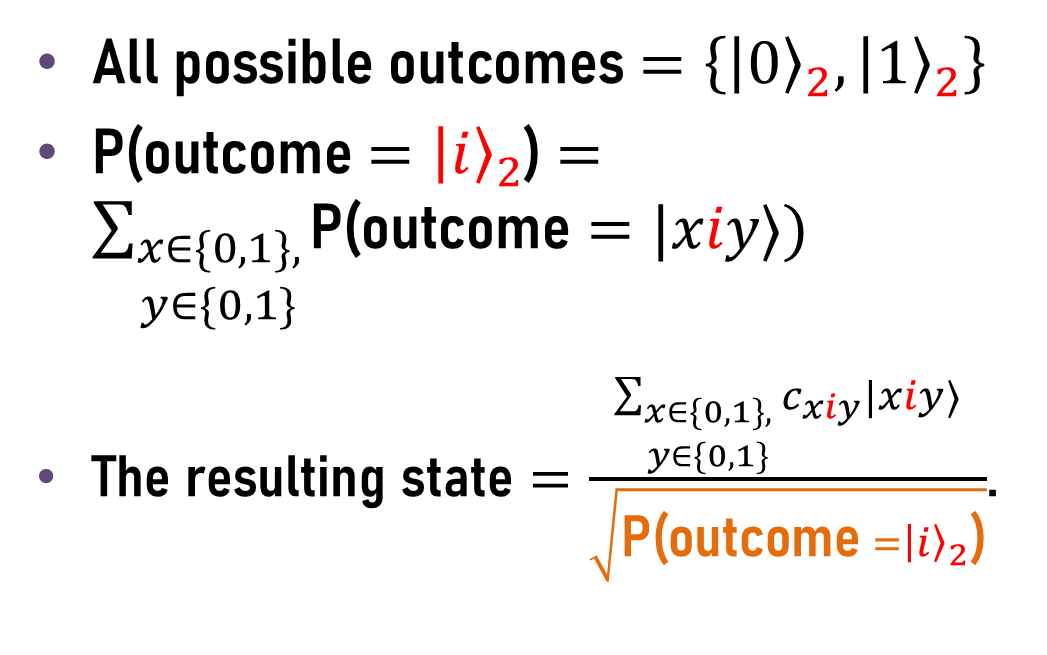 • All possible outcomes = {|0⟩₂, |1⟩₂}
• P(outcome = |i⟩₂) =
∑x∈{0,1}, P(outcome = |xiy⟩)
y∈{0,1}
∑x∈{0,1}, cxiy|xiy⟩
y∈{0,1}
• The resulting state = .
√P(outcome =|i⟩₂)